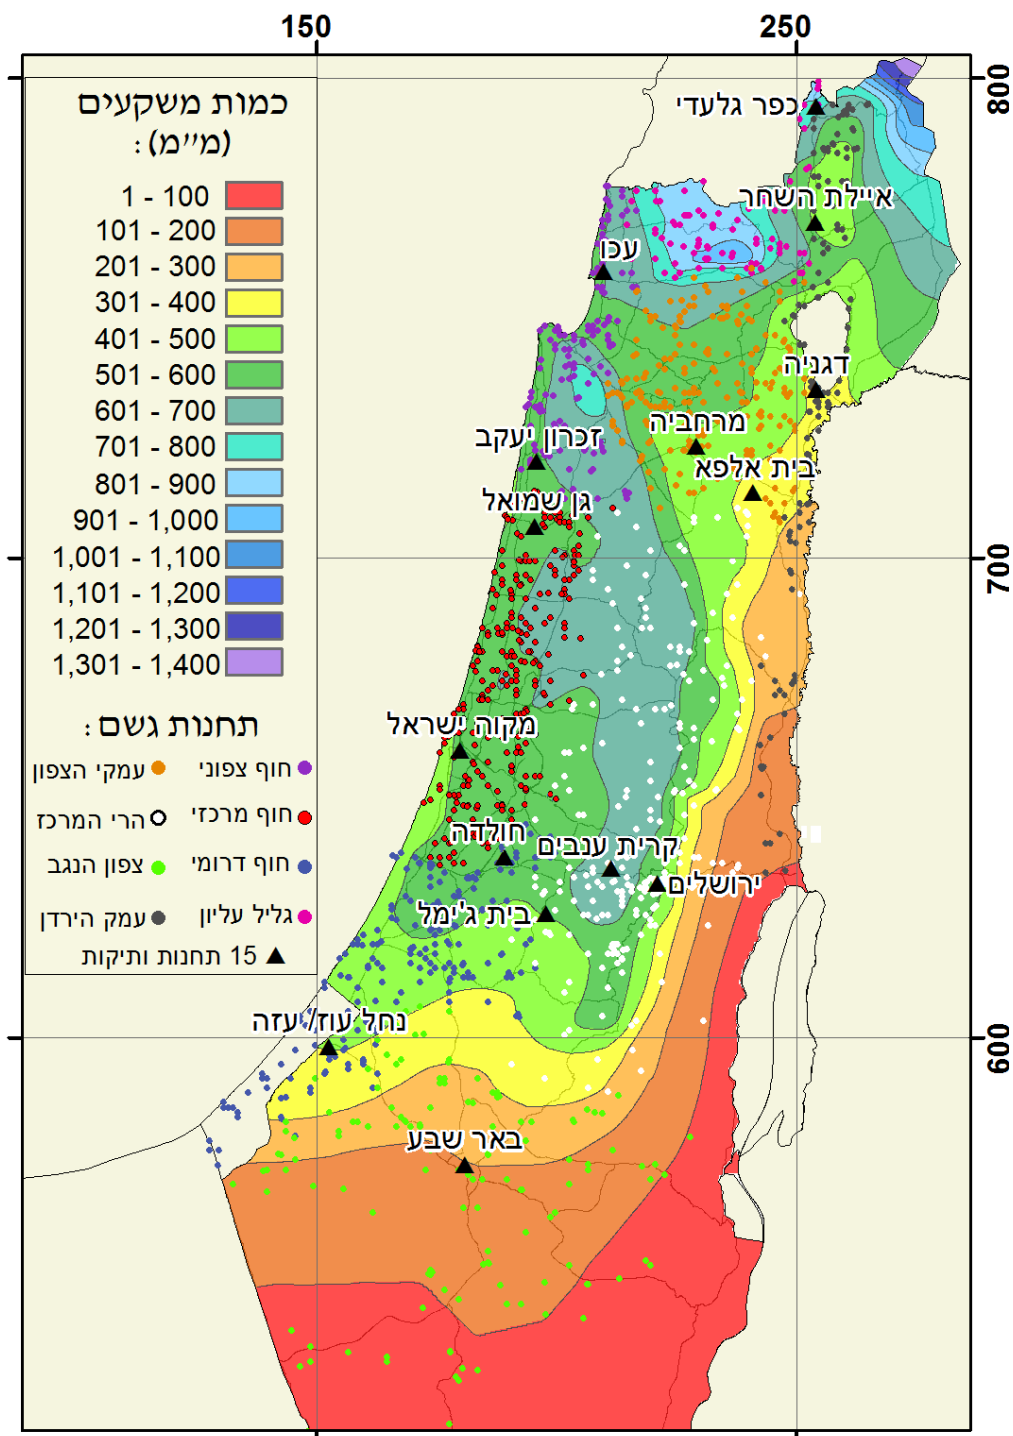 150
250
800
700
600
כמות משקעים
(מ״מ):
1 - 100
101 - 200
201 - 300
301 - 400
401 - 500
501 - 600
601 - 700
701 - 800
801 - 900
901 - 1,000
1,001 - 1,100
1,101 - 1,200
1,201 - 1,300
1,301 - 1,400
תחנות גשם:
חוף צפוני
עמקי הצפון
חוף מרכזי
הרי המרכז
חוף דרומי
צפון הנגב
גליל עליון
עמק הירדן
15 תחנות ותיקות
כפר גלעדי
איילת השחר
עכו
דגניה
מרחביה
זכרון יעקב
בית אלפא
גן שמואל
מקוה ישראל
חולדה
קרית ענבים
ירושלים
בית ג'ימל
נחל עוז/ עזה
באר שבע